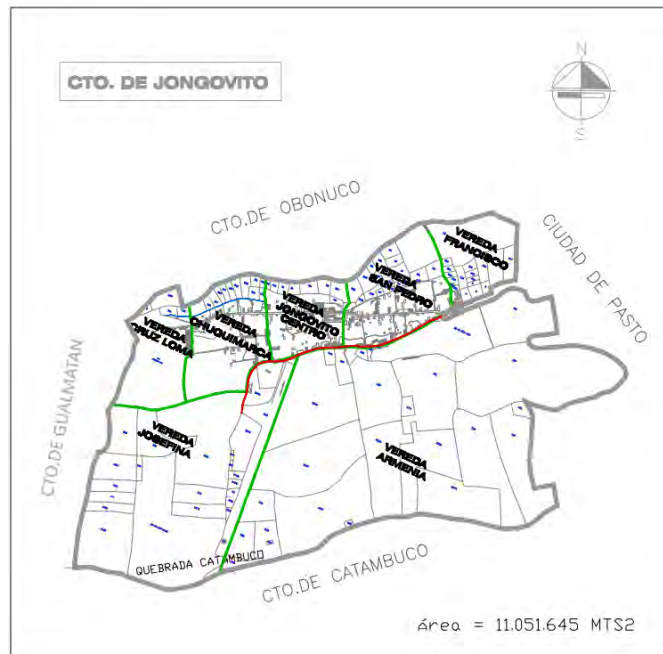 CTO. DE JONGOVITO
N
S
CTO.DE OBONUCO
CIUDAD DE PASTO
VEREDA
FRANCISCO
VEREDA
SAN PEDRO
VEREDA
JONGOVITO
CENTRO
VEREDA
CHUQUIMARCA
VEREDA
CRUZ LOMA
CTO.DE GUALMATAN
VEREDA
JOSEFINA
VEREDA
ARMENIA
QUEBRADA CATAMBUCO
CTO.DE CATAMBUCO
área = 11.051.645 MTS2